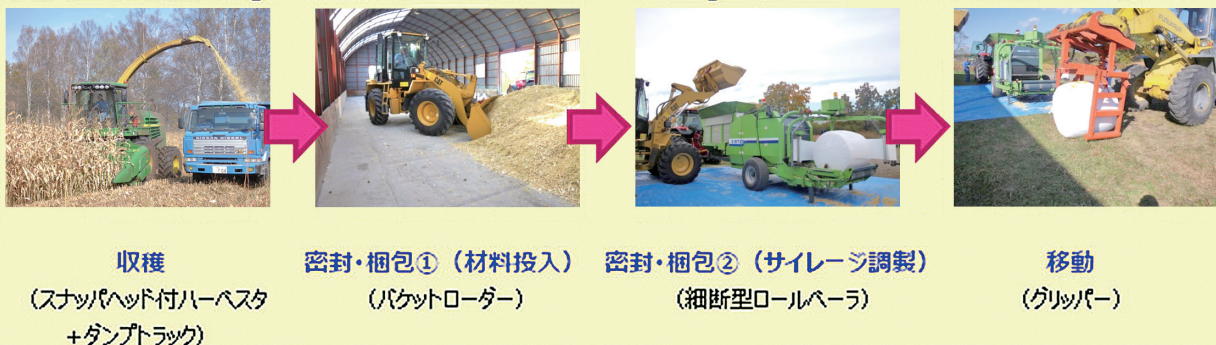 収穫
(スナッパヘッド付ハーベスタ
+ダンプトラック)
密封・梱包① (材料投入)
(バケットローダー)
密封・梱包② (サイレージ調製)
(細断型ロールベーラ)
移動
(グリッパー)
NISSAN DIESEL
CAT